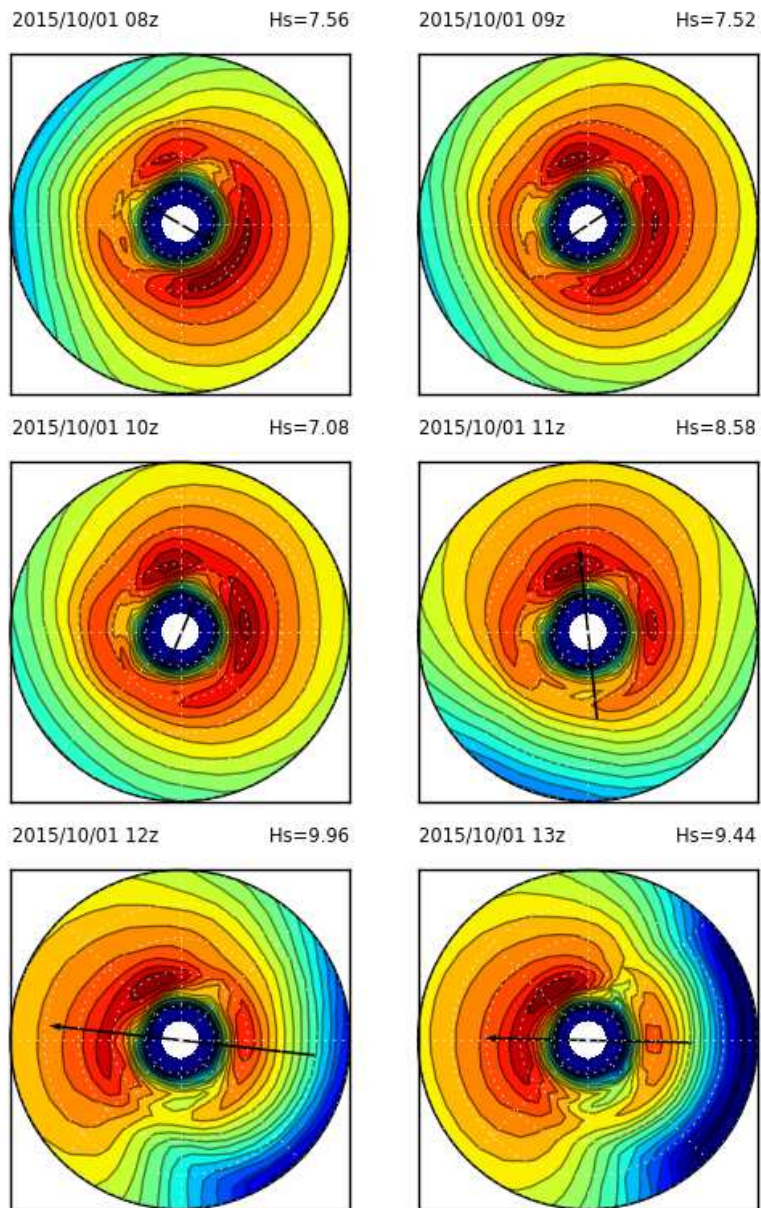 2015/10/01 08z Hs=7.56
2015/10/01 09z Hs=7.52
2015/10/01 10z Hs=7.08
2015/10/01 11z Hs=8.58
2015/10/01 12z Hs=9.96
2015/10/01 13z Hs=9.44